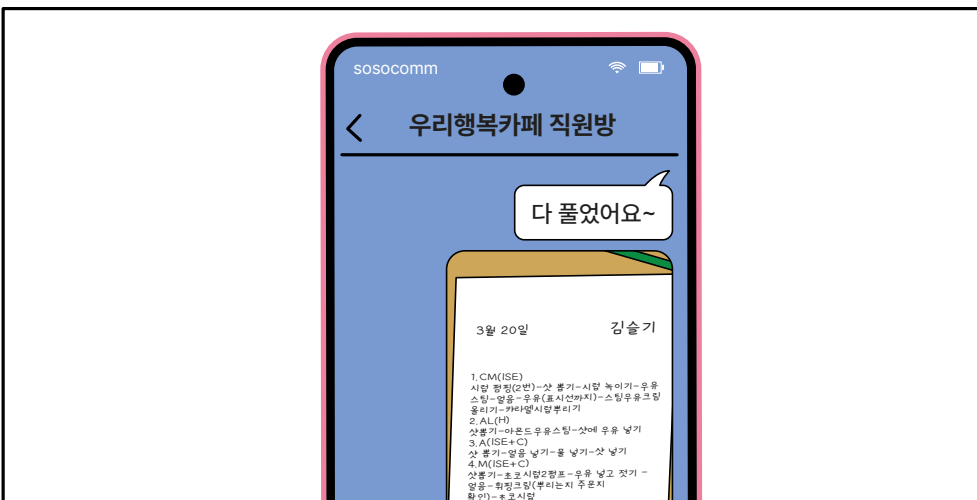 sosocomm
우리행복카페 직원방
다 풀었어요~
3월 20일 김슬기
1. CM(ISE)
시럽 펌핑(2번)-샷 뽑기-시럽 녹이기-우유
스팀-얼음-우유(표시선까지)-스팀우유크림
올리기-카라멜시럽뿌리기
2. AL(H)
샷뽑기-아몬드우유스팀-샷에 우유 넣기
3. A(ISE+C)
샷 뽑기-얼음 넣기-물 넣기-샷 넣기
4. M(ISE+C)
샷뽑기-초코시럽2펌프-우유 넣고 젓기 -
얼음-휘핑크림(뿌리는지 주문지
확인)-초코시럽